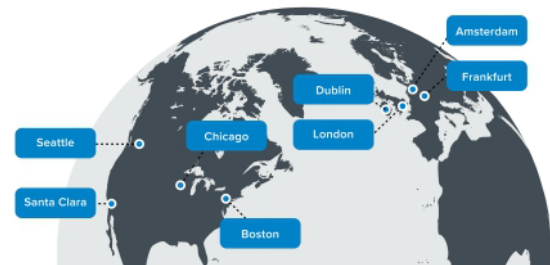 Amsterdam
Frankfurt
Dublin
London
Chicago
Seattle
Santa Clara
Boston